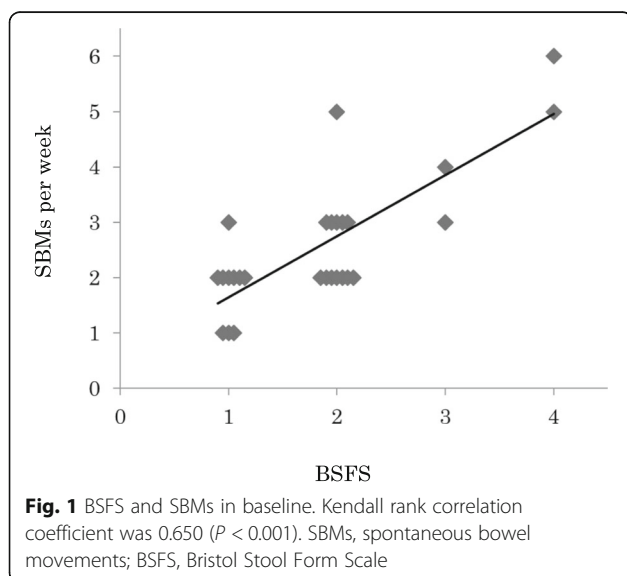 6
5
4
3
2
1
0
SBMs per week
0 1 2 3 4
BSFS
Fig. 1 BSFS and SBMs in baseline. Kendall rank correlation
coefficient was 0.650 (P < 0.001). SBMs, spontaneous bowel
movements; BSFS, Bristol Stool Form Scale